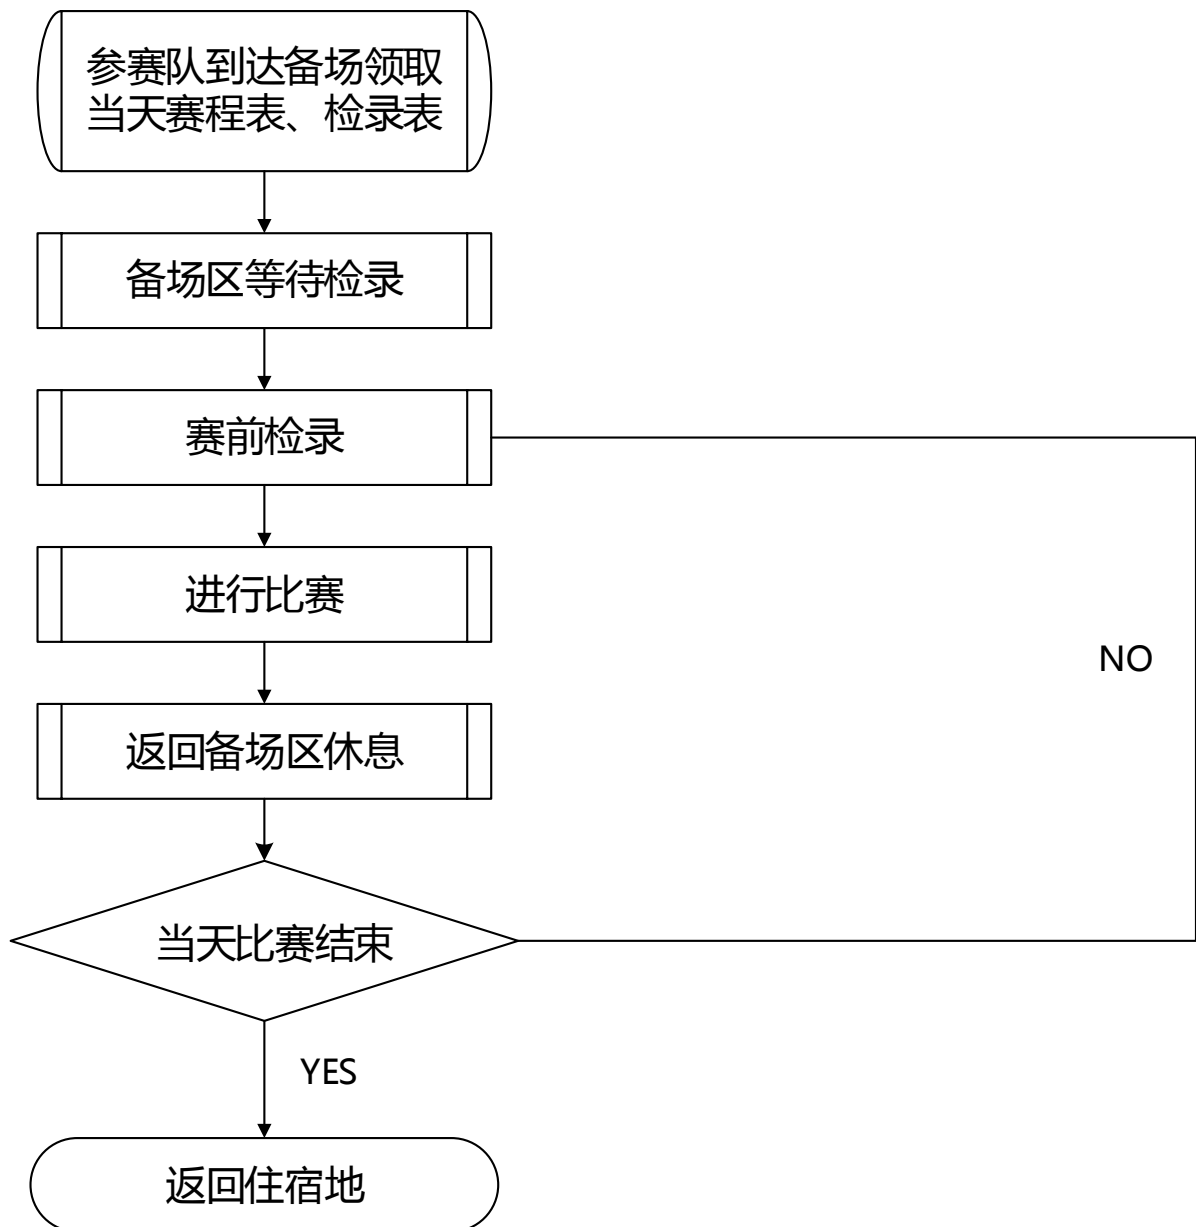 参赛队到达备场领取
当天赛程表、检录表
备场区等待检录
赛前检录
进行比赛
NO
返回备场区休息
当天比赛结束
YES
返回住宿地